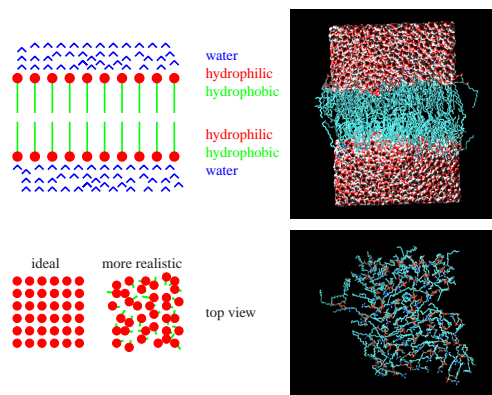 water
hydrophilic
hydrophobic
hydrophilic
hydrophobic
water
ideal
more realistic
top view